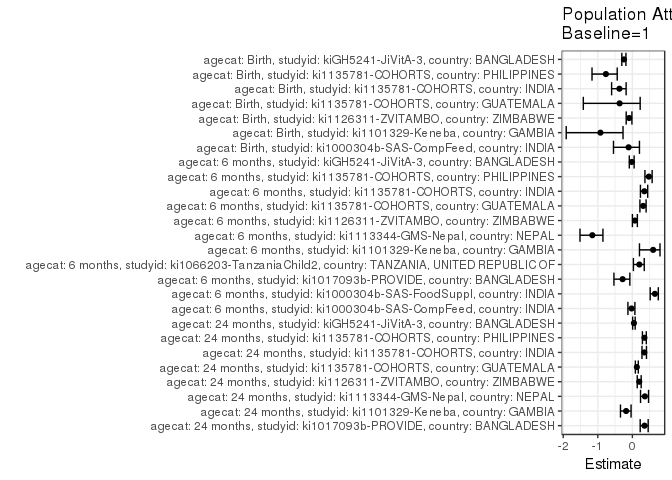 Population Att
Baseline=1
agecat: Birth, studyid: kiGH5241-JiVitA-3, country: BANGLADESH
agecat: Birth, studyid: ki1135781-COHORTS, country: PHILIPPINES
agecat: Birth, studyid: ki1135781-COHORTS, country: INDIA
agecat: Birth, studyid: ki1135781-COHORTS, country: GUATEMALA
agecat: Birth, studyid: ki1126311-ZVITAMBO, country: ZIMBABWE
agecat: Birth, studyid: ki1101329-Keneba, country: GAMBIA
agecat: Birth, studyid: ki1000304b-SAS-CompFeed, country: INDIA
agecat: 6 months, studyid: kiGH5241-JiVitA-3, country: BANGLADESH
agecat: 6 months, studyid: ki1135781-COHORTS, country: PHILIPPINES
agecat: 6 months, studyid: ki1135781-COHORTS, country: INDIA
agecat: 6 months, studyid: ki1135781-COHORTS, country: GUATEMALA
agecat: 6 months, studyid: ki1126311-ZVITAMBO, country: ZIMBABWE
agecat: 6 months, studyid: ki1113344-GMS-Nepal, country: NEPAL
agecat: 6 months, studyid: ki1101329-Keneba, country: GAMBIA
agecat: 6 months, studyid: ki1066203-TanzaniaChild2, country: TANZANIA, UNITED REPUBLIC OF
agecat: 6 months, studyid: ki1017093b-PROVIDE, country: BANGLADESH
agecat: 6 months, studyid: ki1000304b-SAS-FoodSuppl, country: INDIA
agecat: 6 months, studyid: ki1000304b-SAS-CompFeed, country: INDIA
agecat: 24 months, studyid: kiGH5241-JiVitA-3, country: BANGLADESH
agecat: 24 months, studyid: ki1135781-COHORTS, country: PHILIPPINES
agecat: 24 months, studyid: ki1135781-COHORTS, country: INDIA
agecat: 24 months, studyid: ki1135781-COHORTS, country: GUATEMALA
agecat: 24 months, studyid: ki1126311-ZVITAMBO, country: ZIMBABWE
agecat: 24 months, studyid: ki1113344-GMS-Nepal, country: NEPAL
agecat: 24 months, studyid: ki1101329-Keneba, country: GAMBIA
agecat: 24 months, studyid: ki1017093b-PROVIDE, country: BANGLADESH
-2 -1 0
Estimate